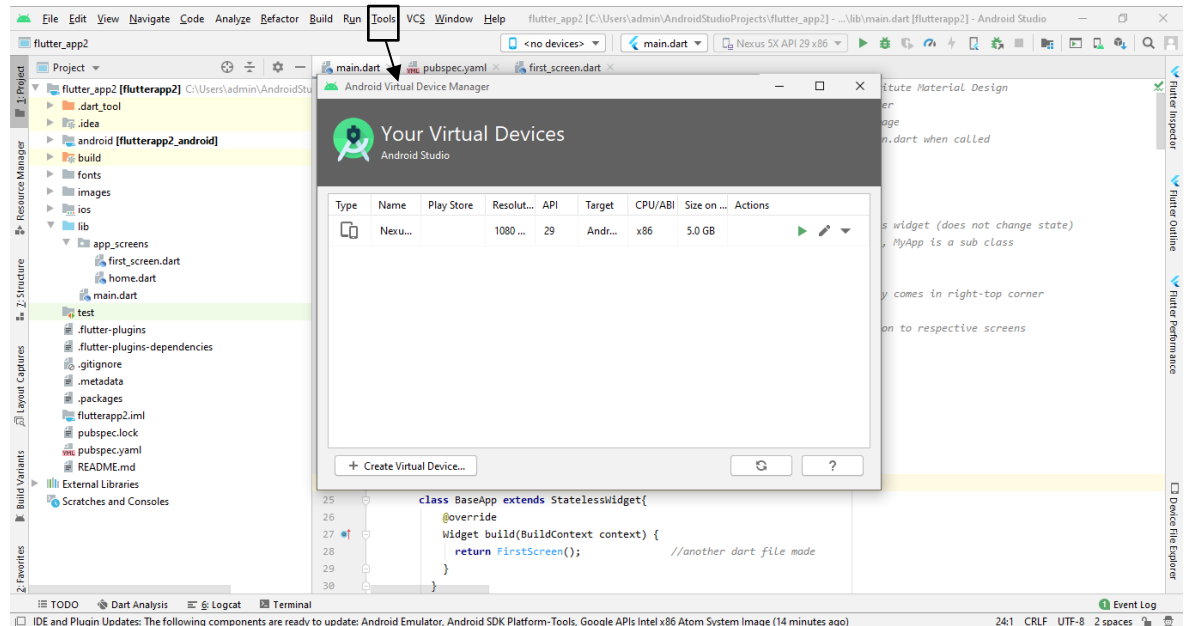 File Edit View Navigate Code Analyze Refactor Build Run Tools VCS Window Help flutter_app2 [C:\Users\admin\AndroidStudioProjects\flutter_app2] - ...\lib\main.dart [flutterapp2] - Android Studio
flutter_app2 <no devices> main.dart Nexus 5X API 29 x86
Project main.dart pubspec.yaml first_screen.dart
1: Project
Resource Manager
Z: Structure
Layout Captures
Build Variants
2: Favorites
flutter_app2 [flutterapp2] C:\Users\admin\AndroidStu
.dart_tool
.idea
android [flutterapp2_android]
build
fonts
images
ios
lib
app_screens
first_screen.dart
home.dart
main.dart
test
.flutter-plugins
.flutter-plugins-dependencies
.gitignore
.metadata
.packages
flutterapp2.iml
pubspec.lock
pubspec.yaml
README.md
External Libraries
Scratches and Consoles
Android Virtual Device Manager
Your Virtual Devices
Android Studio
Type Name Play Store Resolut... API Target CPU/ABI Size on ... Actions
Nexu... 1080 ... 29 Andr... x86 5.0 GB
+ Create Virtual Device...
?
itute Material Design
er
age
n.dart when called
s widget (does not change state)
, MyApp is a sub class
y comes in right-top corner
on to respective screens
25 class BaseApp extends StatelessWidget{
26 @override
27 Widget build(BuildContext context) {
28 return FirstScreen(); //another dart file made
29 }
30 }
Flutter Inspector
Flutter Outline
Flutter Performance
Device File Explorer
TODO Dart Analysis 6: Logcat Terminal 1 Event Log
IDE and Plugin Updates: The following components are ready to update: Android Emulator, Android SDK Platform-Tools, Google APIs Intel x86 Atom System Image (14 minutes ago) 24:1 CRLF UTF-8 2 spaces